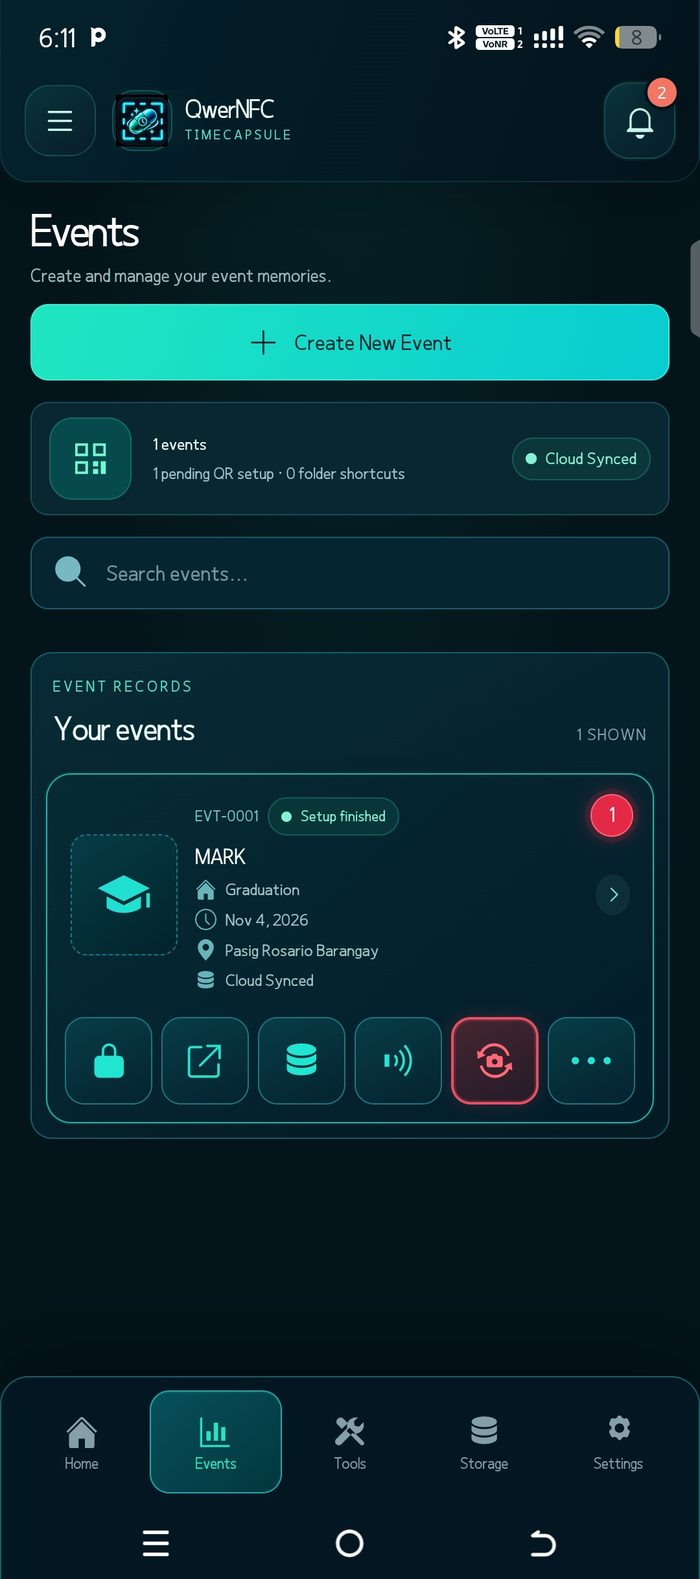 6:11
VoLTE 1
VoNR 2
8
QwerNFC
TIMECAPSULE
2
Events
Create and manage your event memories.
Create New Event
1 events
1 pending QR setup · 0 folder shortcuts
Cloud Synced
Search events...
EVENT RECORDS
Your events
1 SHOWN
EVT-0001
Setup finished
1
MARK
Graduation
Nov 4, 2026
Pasig Rosario Barangay
Cloud Synced
Home
Events
Tools
Storage
Settings